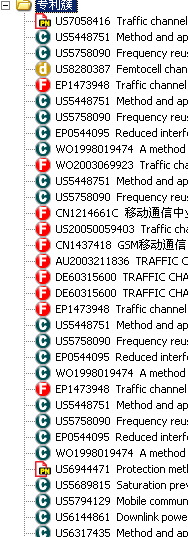 专利族
PN US7058416 Traffic channel
C US5448751 Method and ap
C US5758090 Frequency reus
d US8280387 Femtocell chan
F EP1473948 Traffic channel
C US5448751 Method and ap
C US5758090 Frequency reus
C EP0544095 Reduced interfe
C WO1998019474 A method
F WO2003069923 Traffic cha
C US5448751 Method and ap
C US5758090 Frequency reus
F CN1214661C 移动通信中
F US20050059403 Traffic cha
F CN1437418 GSM移动通信
F AU2003211836 TRAFFIC
F DE60315600 TRAFFIC CHA
F DE60315600 TRAFFIC CHA
F EP1473948 Traffic channel
C US5448751 Method and ap
C US5758090 Frequency reus
C EP0544095 Reduced interfe
C WO1998019474 A method
F EP1473948 Traffic channel
C US5448751 Method and ap
C US5758090 Frequency reus
C EP0544095 Reduced interfe
C WO1998019474 A method
PN US6944471 Protection meth
C US5689815 Saturation prev
C US5794129 Mobile commun
C US6144861 Downlink powe
C US6317435 Method and ap